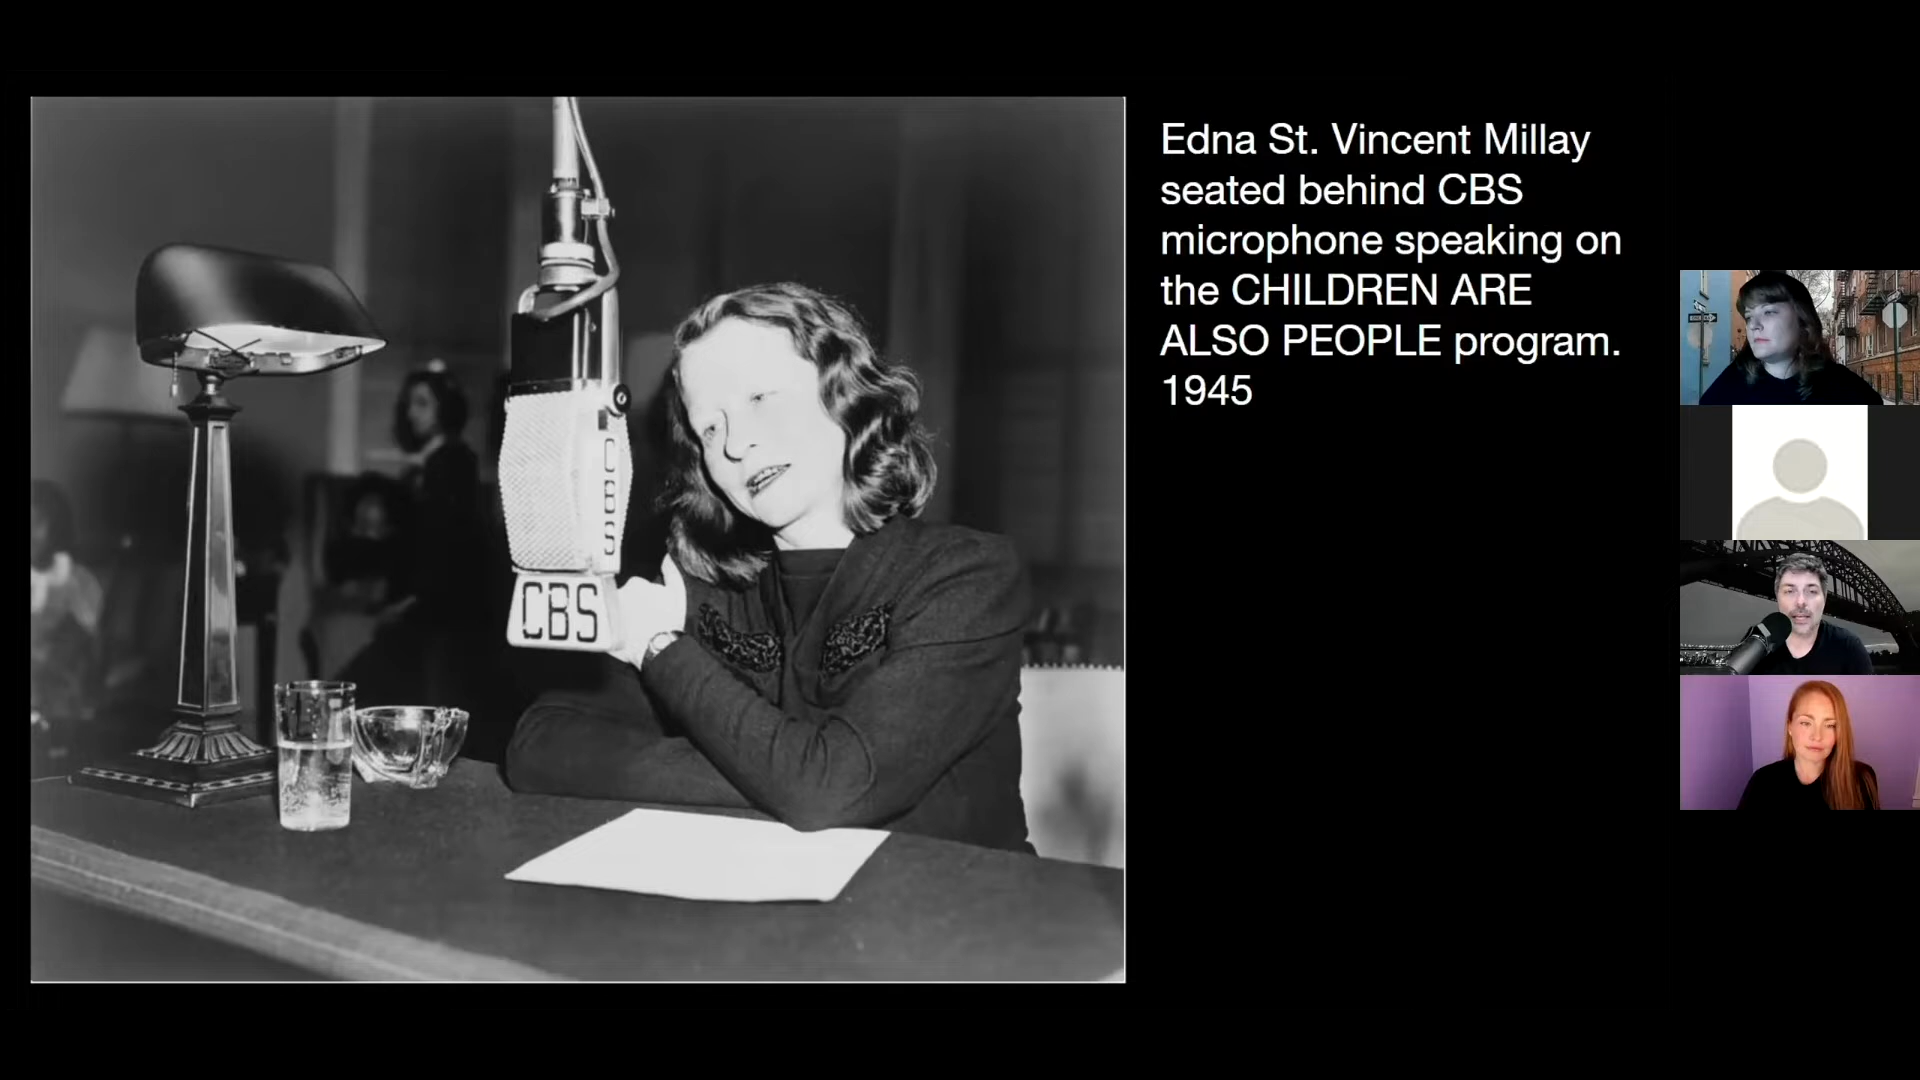 Edna St. Vincent Millay
seated behind CBS
microphone speaking on
the CHILDREN ARE
ALSO PEOPLE program.
1945
CBS
CBS